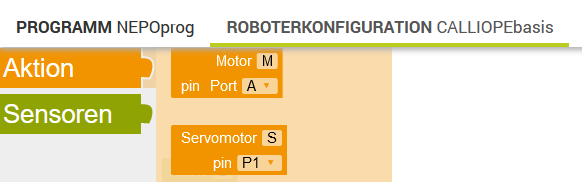 PROGRAMM NEPOprog
ROBOTERKONFIGURATION CALLIOPEbasis
Aktion
Sensoren
Motor M
pin Port A
Servomotor S
pin P1